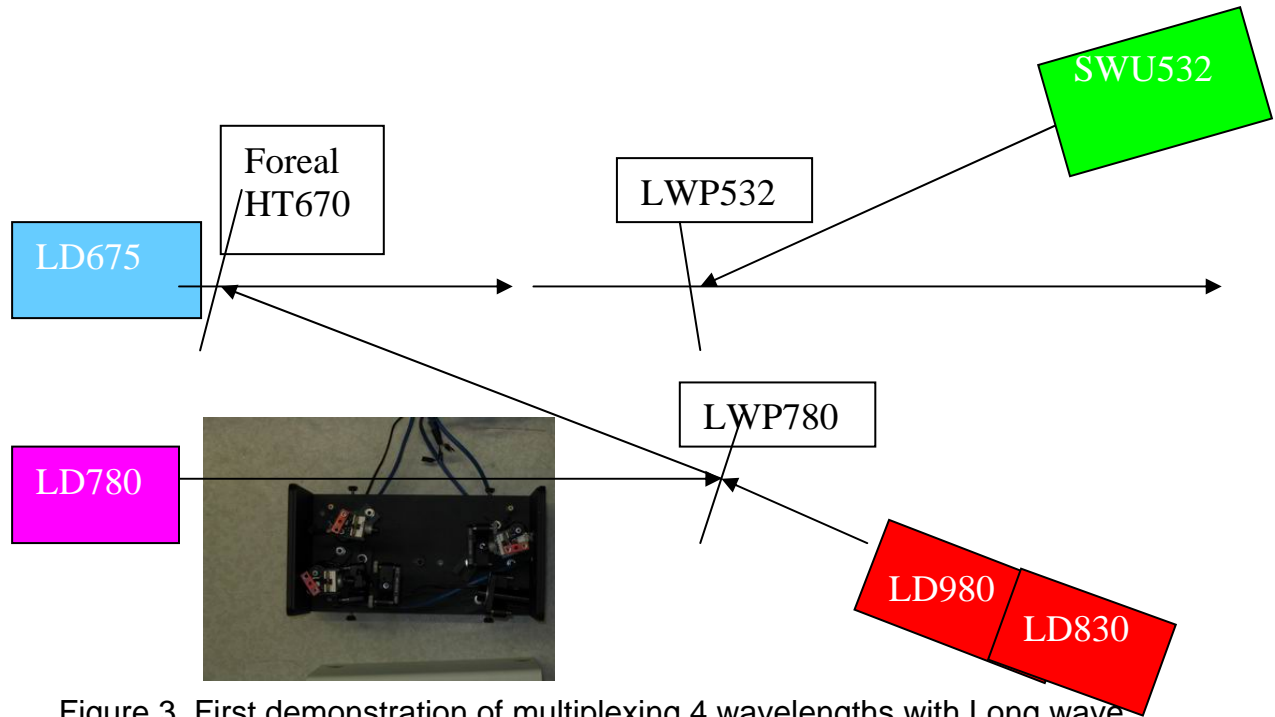 SWU532
Foreal
HT670
LWP532
LD675
LWP780
LD780
LD980
LD830
Figure 3. First demonstration of multiplexing 4 wavelengths with Long wave